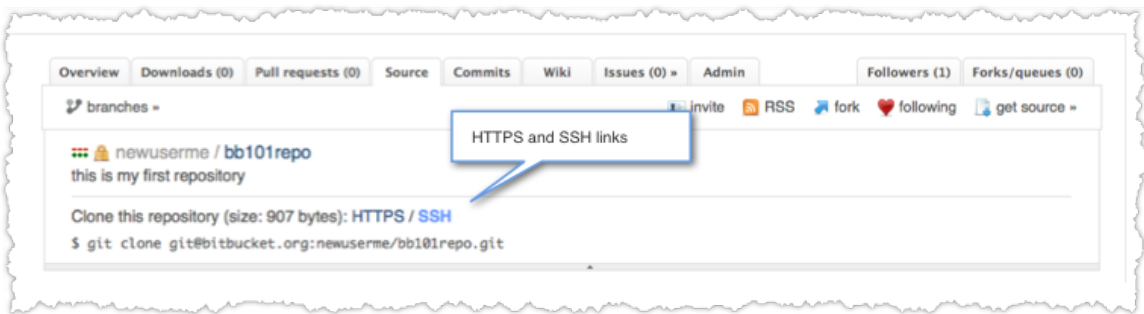 Overview Downloads (0) Pull requests (0) Source Commits Wiki Issues (0) » Admin Followers (1) Forks/queues (0)
branches » invite RSS fork following get source »
HTTPS and SSH links
newuserme / bb101repo
this is my first repository
Clone this repository (size: 907 bytes): HTTPS / SSH
$ git clone git@bitbucket.org:newuserme/bb101repo.git